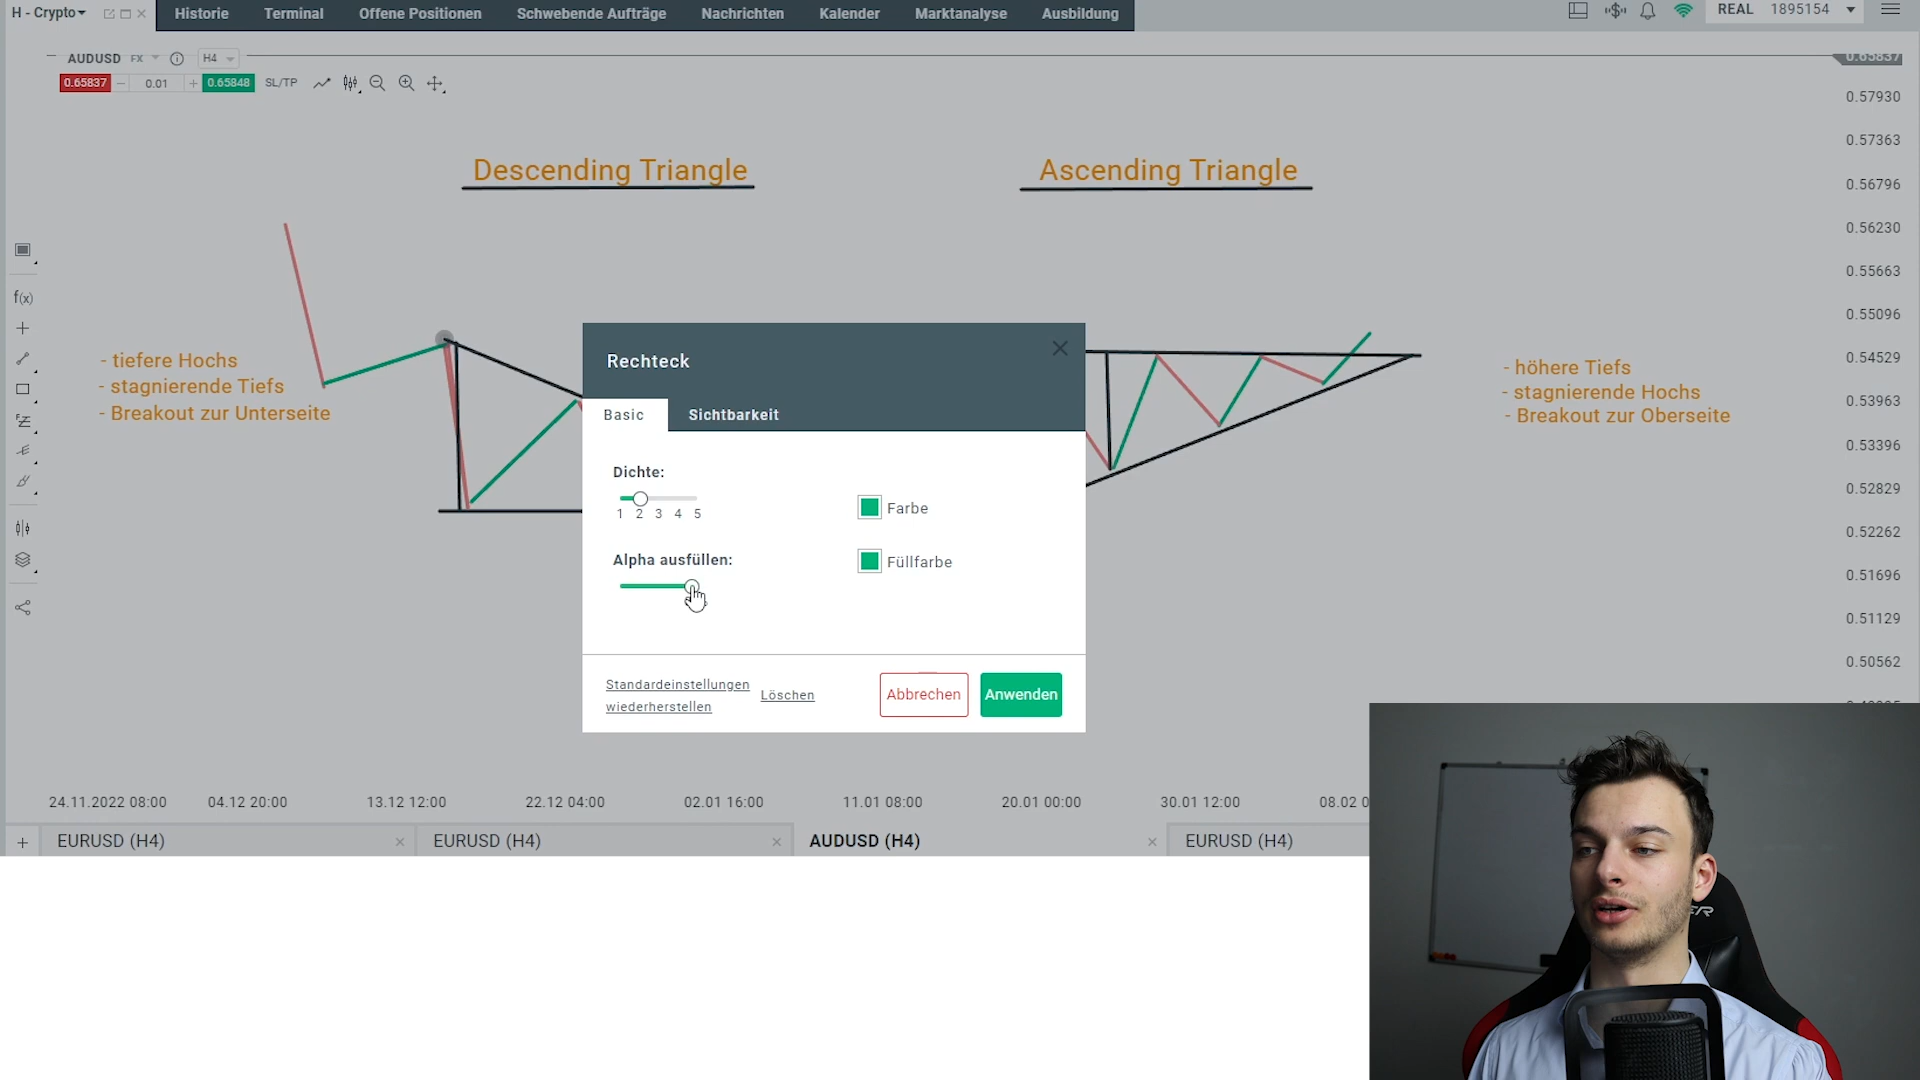 H - Crypto
Historie
Terminal
Offene Positionen
Schwebende Aufträge
Nachrichten
Kalender
Marktanalyse
Ausbildung
REAL 1895154
AUDUSD FX H4
0.65837 0.01 0.65848 SL/TP
0.65837
0.57930
0.57363
0.56796
0.56230
0.55663
0.55096
0.54529
0.53963
0.53396
0.52829
0.52262
0.51696
0.51129
0.50562
Descending Triangle
Ascending Triangle
f(x)
- tiefere Hochs
- stagnierende Tiefs
- Breakout zur Unterseite
- höhere Tiefs
- stagnierende Hochs
- Breakout zur Oberseite
Rechteck
Basic
Sichtbarkeit
Dichte:
1 2 3 4 5
Farbe
Alpha ausfüllen:
Füllfarbe
Standardeinstellungen
wiederherstellen
Löschen
Abbrechen
Anwenden
24.11.2022 08:00
04.12 20:00
13.12 12:00
22.12 04:00
02.01 16:00
11.01 08:00
20.01 00:00
30.01 12:00
08.02 0
EURUSD (H4)
EURUSD (H4)
AUDUSD (H4)
EURUSD (H4)